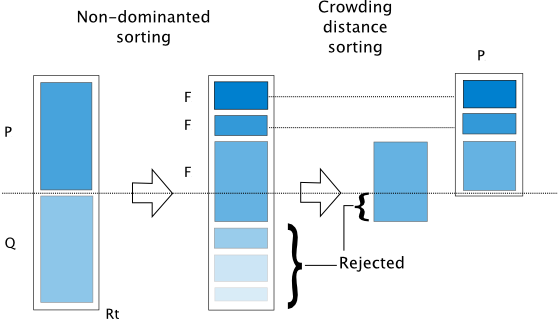 Non-dominanted
sorting
Crowding
distance
sorting
P
F
F
P
F
Q
Rejected
Rt